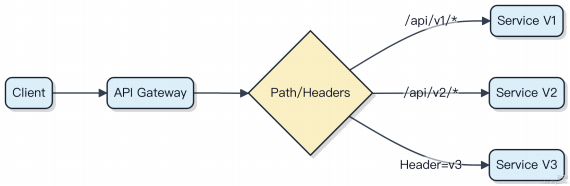 /api/v1/*
Service V1
Client
API Gateway
Path/Headers
/api/v2/*
Service V2
Header=v3
Service V3